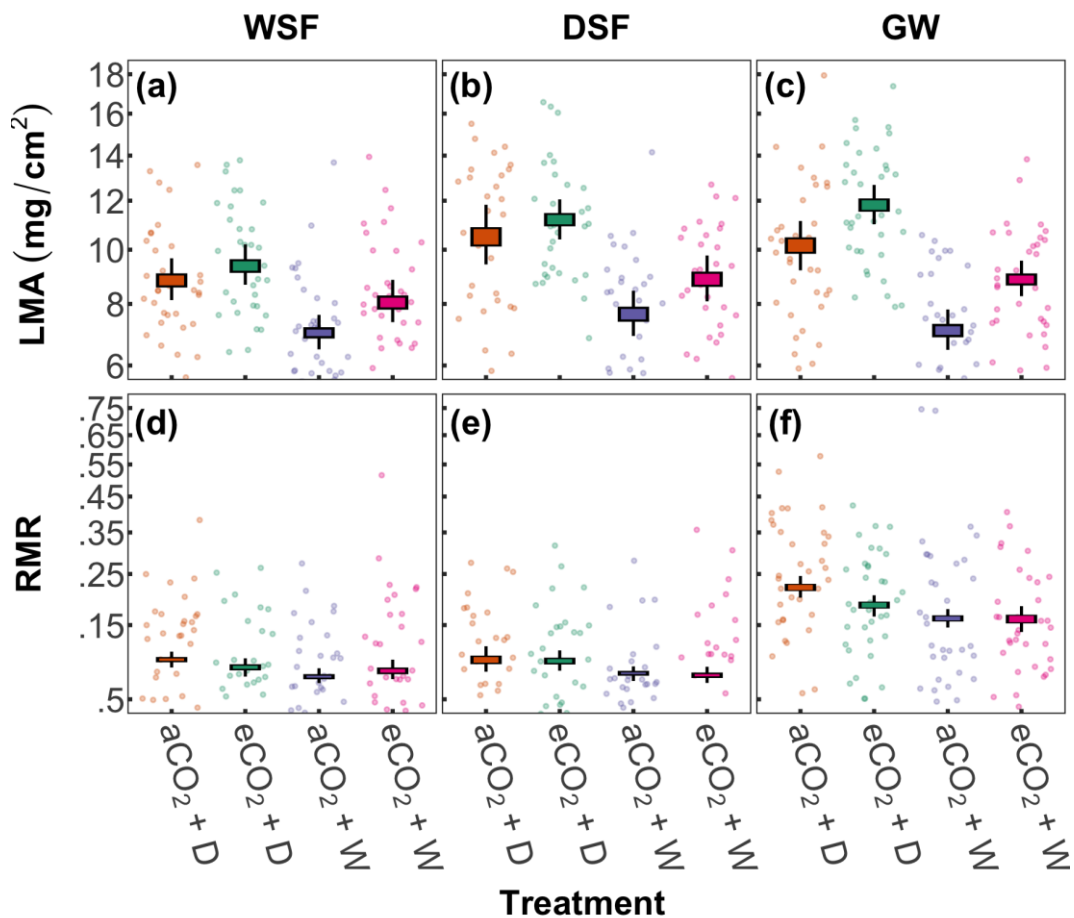 WSF DSF GW
LMA (mg/cm²)
(a) (b) (c)
18
16
14
12
10
8
6
RMR
(d) (e) (f)
.75
.65
.55
.45
.35
.25
.15
.5
aCO₂ + D eCO₂ + D aCO₂ + W eCO₂ + W aCO₂ + D eCO₂ + D aCO₂ + W eCO₂ + W aCO₂ + D eCO₂ + D aCO₂ + W eCO₂ + W
Treatment